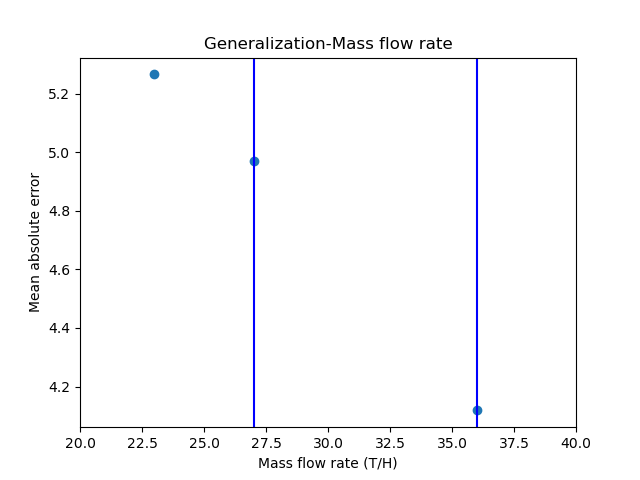 Generalization-Mass flow rate
5.2
5.0
4.8
4.6
4.4
4.2
Mean absolute error
20.0 22.5 25.0 27.5 30.0 32.5 35.0 37.5 40.0
Mass flow rate (T/H)